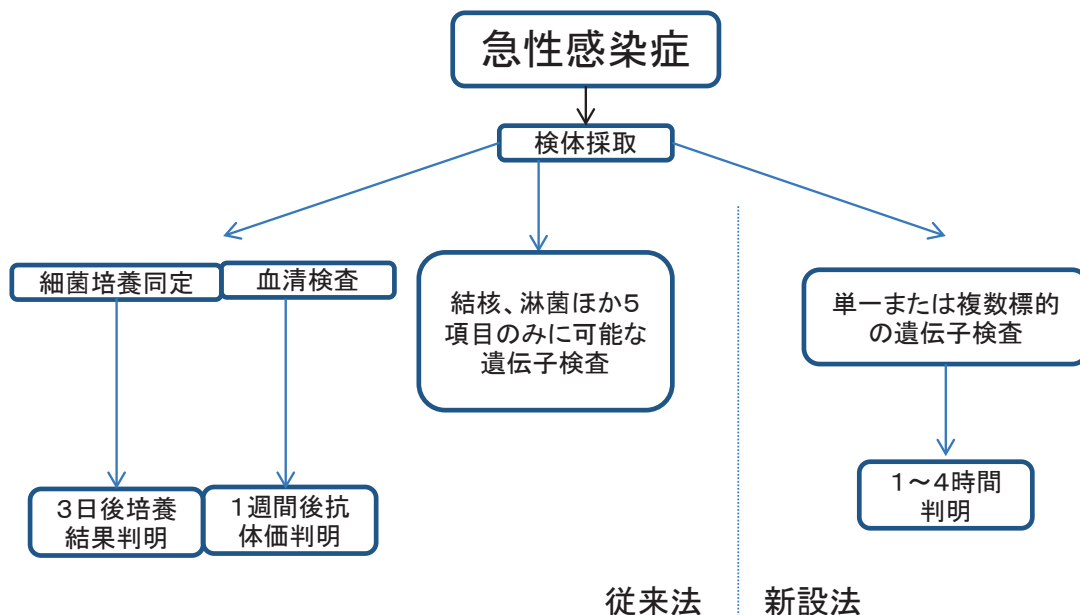 急性感染症
検体採取
細菌培養同定
血清検査
結核、淋菌ほか5
項目のみに可能な
遺伝子検査
単一または複数標的
の遺伝子検査
3日後培養
結果判明
1週間後抗
体価判明
1～4時間
判明
従来法
新設法